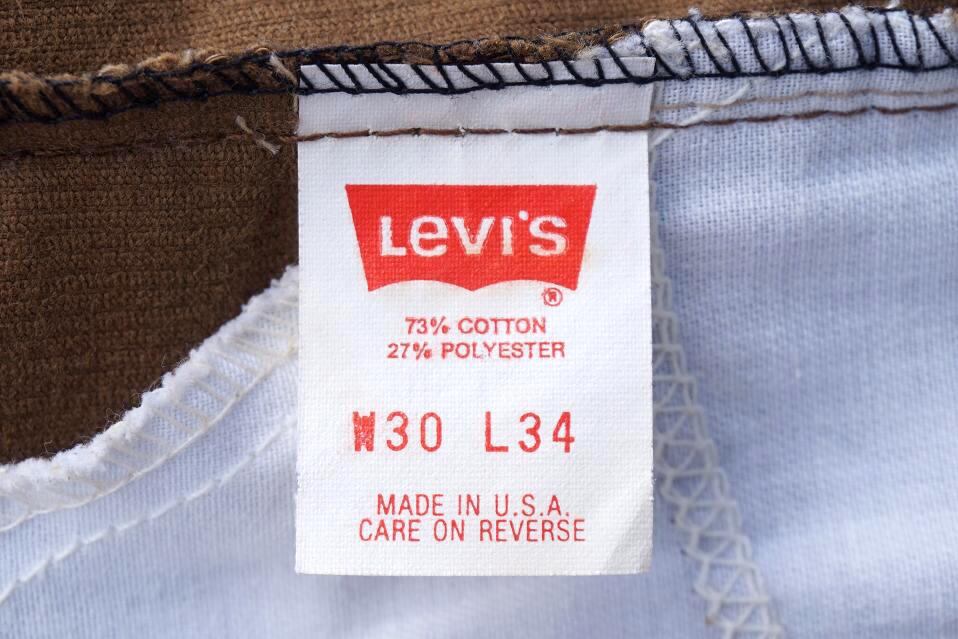 Levi's
®
73% COTTON
27% POLYESTER
W30 L34
MADE IN U.S.A.
CARE ON REVERSE